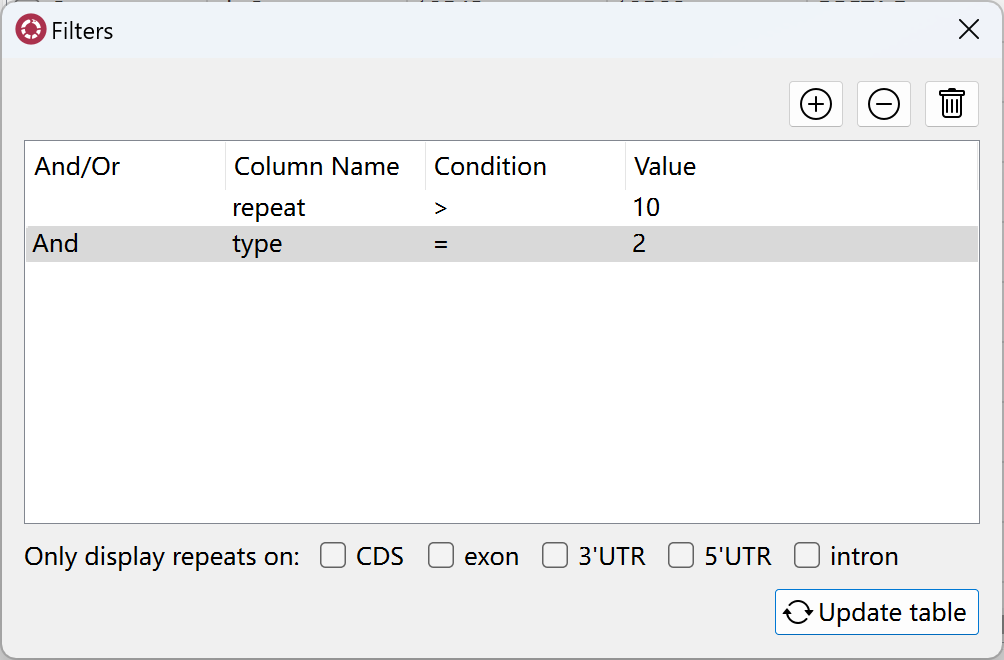 Filters
And/Or Column Name Condition Value
repeat > 10
And type = 2
Only display repeats on: CDS exon 3'UTR 5'UTR intron
Update table